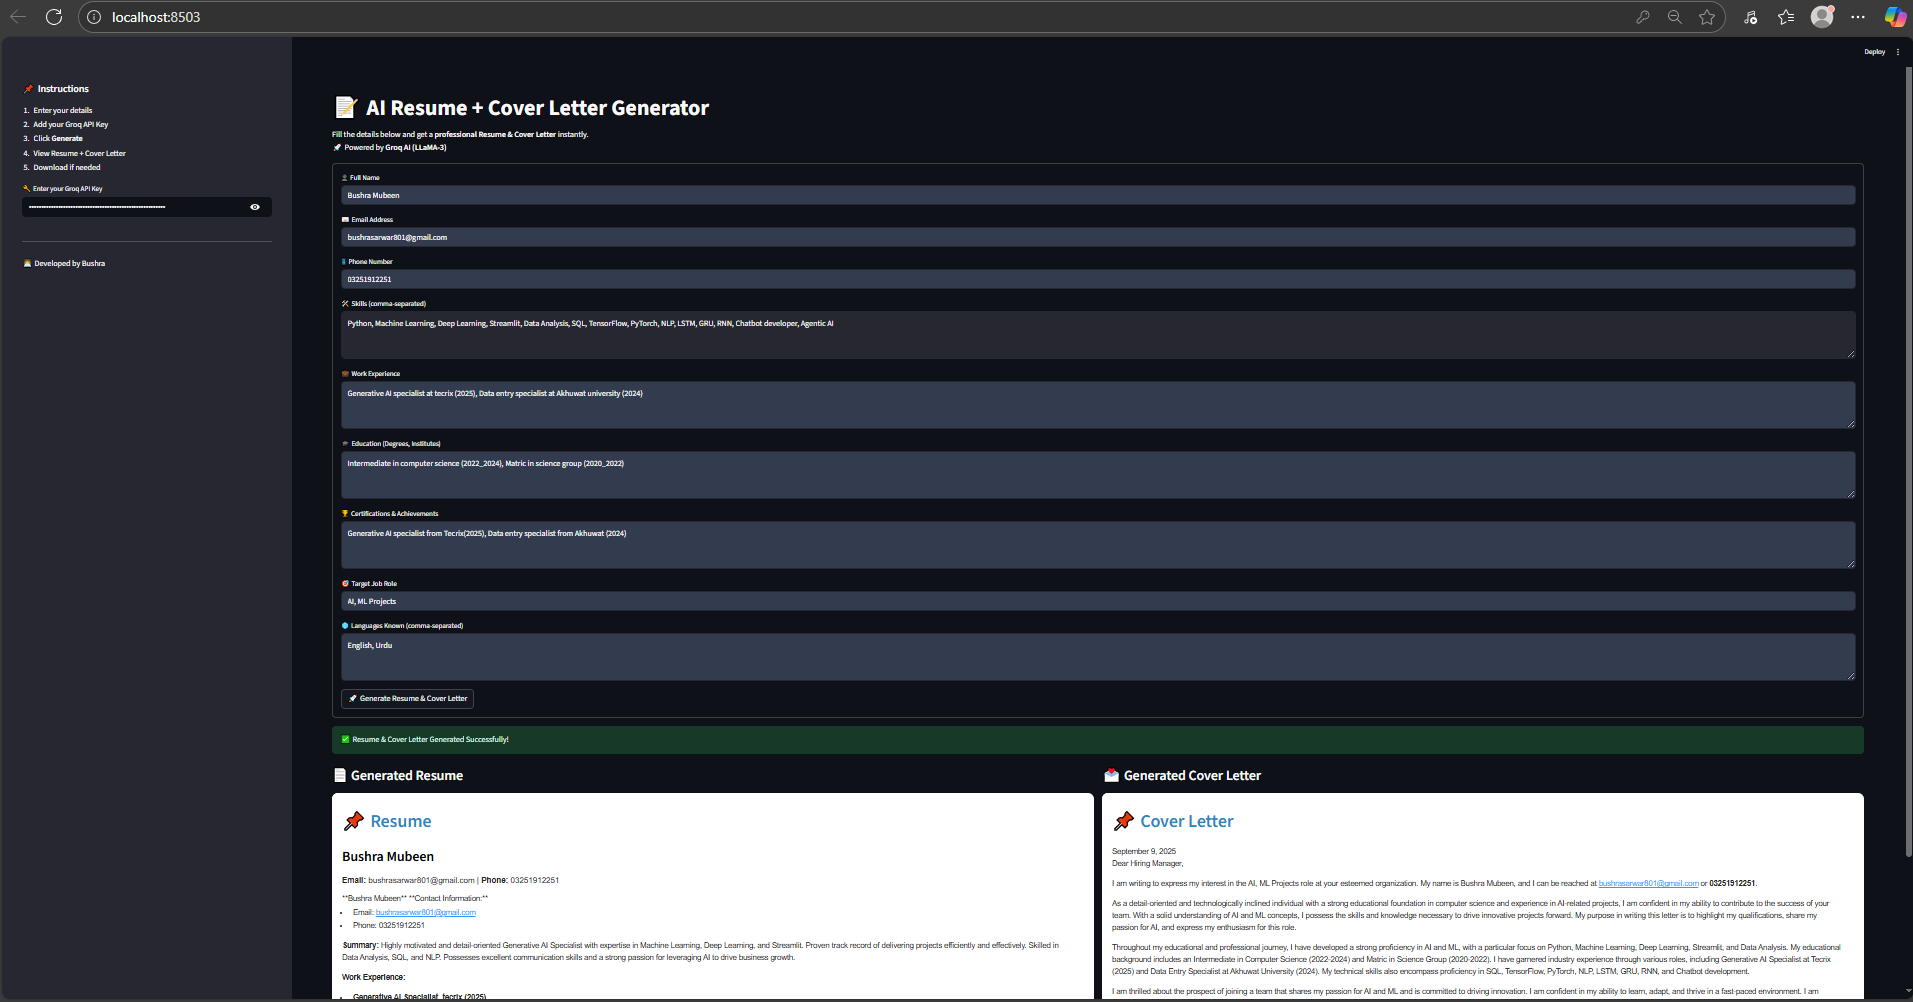 localhost:8503
Deploy
Instructions
1. Enter your details
2. Add your Groq API Key
3. Click Generate
4. View Resume + Cover Letter
5. Download if needed
Enter your Groq API Key
Developed by Bushra
AI Resume + Cover Letter Generator
Fill the details below and get a professional Resume & Cover Letter instantly.
Powered by Groq AI (LLaMA-3)
Full Name
Bushra Mubeen
Email Address
bushrasarwar801@gmail.com
Phone Number
03251912251
Skills (comma-separated)
Python, Machine Learning, Deep Learning, Streamlit, Data Analysis, SQL, TensorFlow, PyTorch, NLP, LSTM, GRU, RNN, Chatbot developer, Agentic AI
Work Experience
Generative AI specialist at tecrix (2025), Data entry specialist at Akhuwat university (2024)
Education (Degrees, Institutes)
Intermediate in computer science (2022_2024), Matric in science group (2020_2022)
Certifications & Achievements
Generative AI specialist from Tecrix(2025), Data entry specialist from Akhuwat (2024)
Target Job Role
AI, ML Projects
Languages Known (comma-separated)
English, Urdu
Generate Resume & Cover Letter
Resume & Cover Letter Generated Successfully!
Generated Resume
Resume
Bushra Mubeen
Email: bushrasarwar801@gmail.com | Phone: 03251912251
**Bushra Mubeen** **Contact Information:**
• Email: bushrasarwar801@gmail.com
• Phone: 03251912251
Summary: Highly motivated and detail-oriented Generative AI Specialist with expertise in Machine Learning, Deep Learning, and Streamlit. Proven track record of delivering projects efficiently and effectively. Skilled in
Data Analysis, SQL, and NLP. Possesses excellent communication skills and a strong passion for leveraging AI to drive business growth.
Work Experience:
• Generative AI Specialist, tecrix (2025)
Generated Cover Letter
Cover Letter
September 9, 2025
Dear Hiring Manager,
I am writing to express my interest in the AI, ML Projects role at your esteemed organization. My name is Bushra Mubeen, and I can be reached at bushrasarwar801@gmail.com or 03251912251.
As a detail-oriented and technologically inclined individual with a strong educational foundation in computer science and experience in AI-related projects, I am confident in my ability to contribute to the success of your
team. With a solid understanding of AI and ML concepts, I possess the skills and knowledge necessary to drive innovative projects forward. My purpose in writing this letter is to highlight my qualifications, share my
passion for AI, and express my enthusiasm for this role.
Throughout my educational and professional journey, I have developed a strong proficiency in AI and ML, with a particular focus on Python, Machine Learning, Deep Learning, Streamlit, and Data Analysis. My educational
background includes an Intermediate in Computer Science (2022-2024) and Matric in Science Group (2020-2022). I have garnered industry experience through various roles, including Generative AI Specialist at Tecrix
(2025) and Data Entry Specialist at Akhuwat University (2024). My technical skills also encompass proficiency in SQL, TensorFlow, PyTorch, NLP, LSTM, GRU, RNN, and Chatbot development.
I am thrilled about the prospect of joining a team that shares my passion for AI and ML and is committed to driving innovation. I am confident in my ability to learn, adapt, and thrive in a fast-paced environment. I am